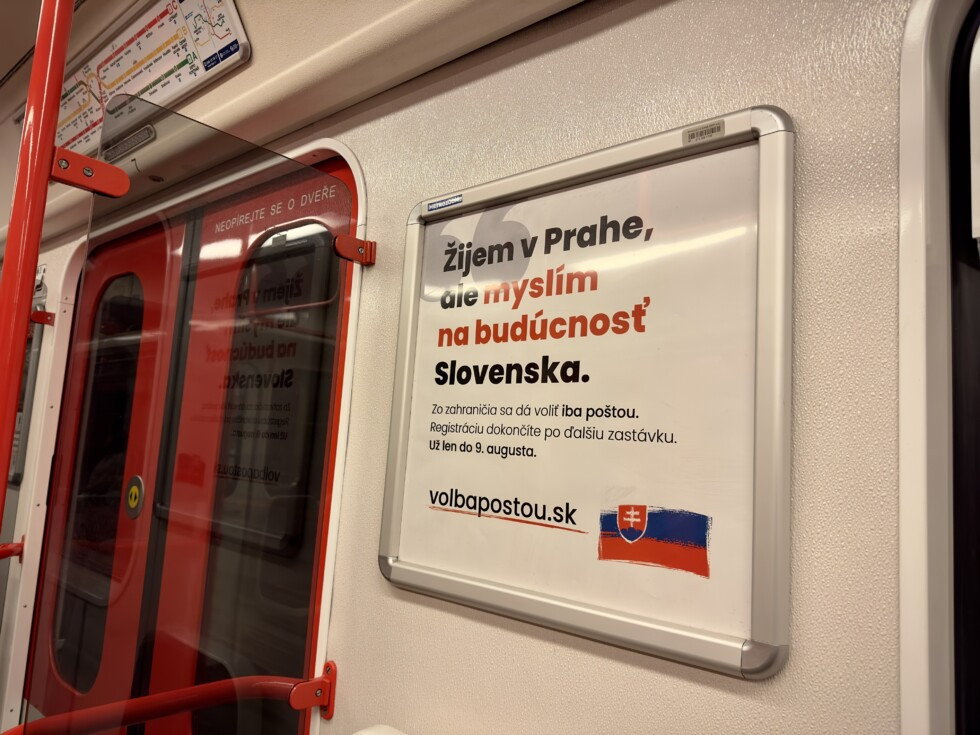 NEOPÍREJTE SE O DVEŘE
Žijem v Prahe,
ale myslím
na budúcnosť
Slovenska.
Zo zahraničia sa dá voliť iba poštou.
Registráciu dokončíte po ďalšiu zastávku.
Už len do 9. augusta.
volbapostou.sk